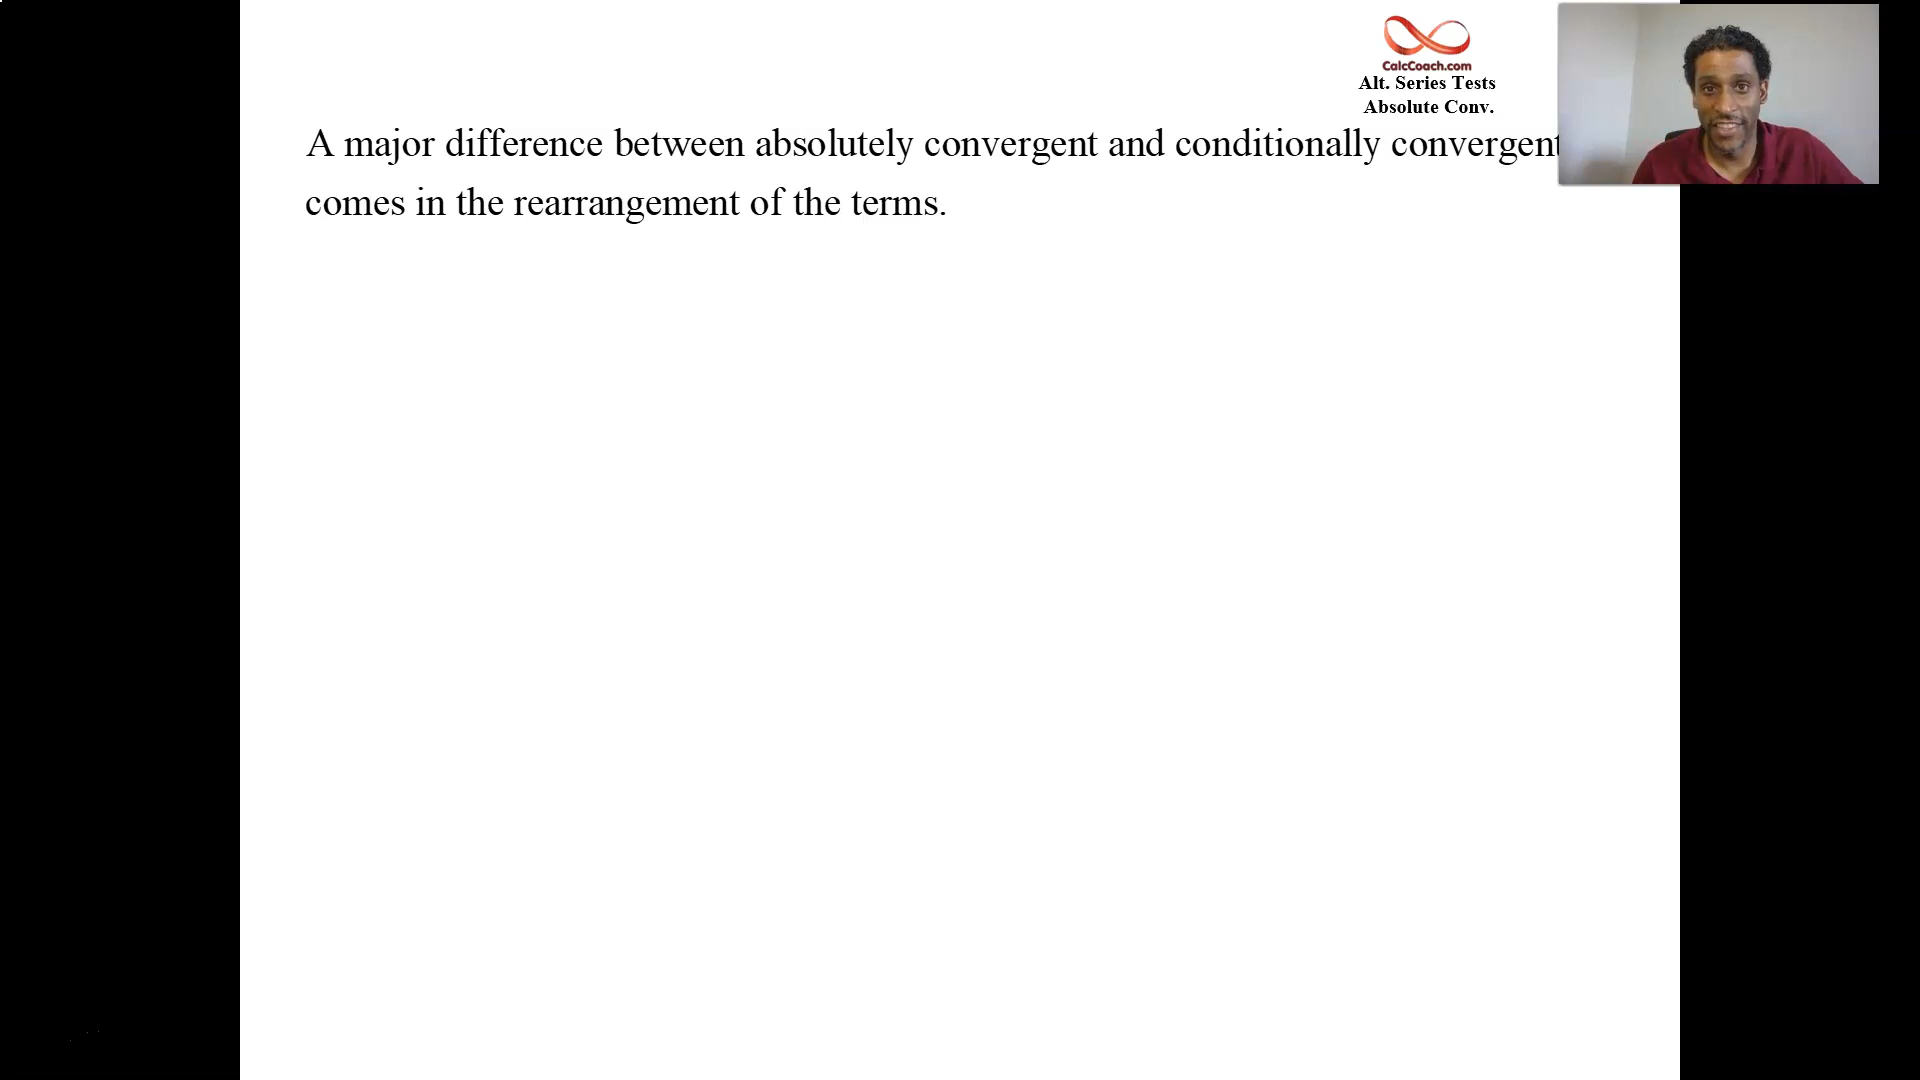 CalcCoach.com
Alt. Series Tests
Absolute Conv.
A major difference between absolutely convergent and conditionally convergent
comes in the rearrangement of the terms.